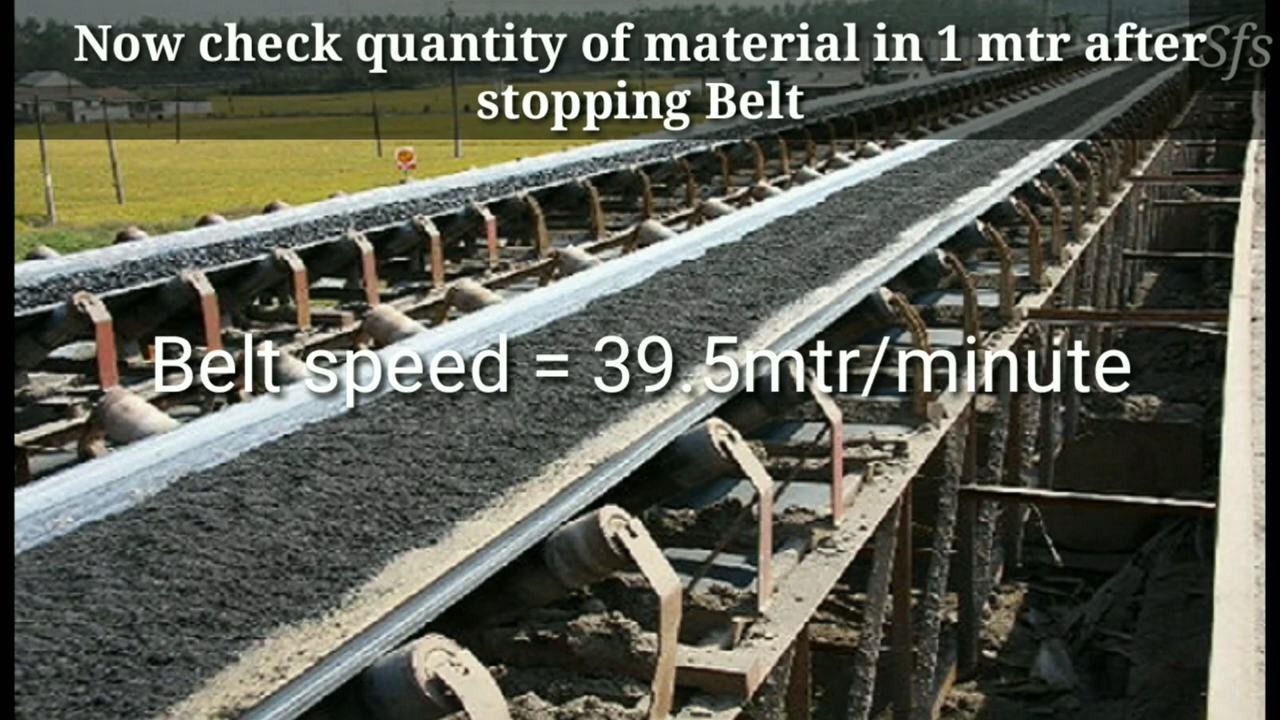 Now check quantity of material in 1 mtr after
stopping Belt
Sfs
Belt speed = 39.5mtr/minute